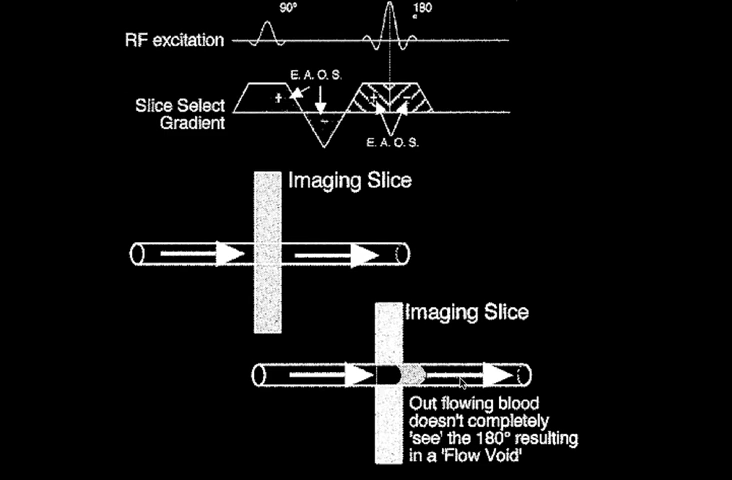 90°
180
°
RF excitation
E. A. O. S.
+
+
-
Slice Select
Gradient
-
E. A. O. S.
Imaging Slice
Imaging Slice
Out flowing blood
doesn't completely
'see' the 180° resulting
in a 'Flow Void'